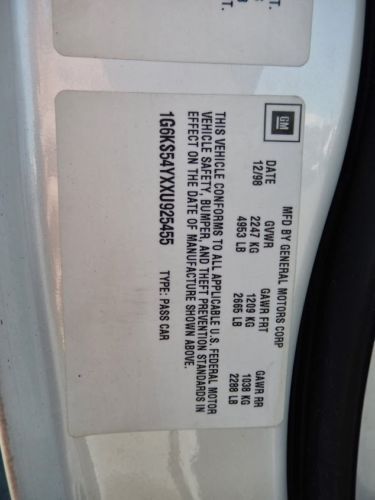 GM
MFD BY GENERAL MOTORS CORP
DATE GVWR GAWR FRT GAWR RR
12/98 2247 KG 1209 KG 1038 KG
4953 LB 2665 LB 2288 LB
THIS VEHICLE CONFORMS TO ALL APPLICABLE U.S. FEDERAL MOTOR
VEHICLE SAFETY, BUMPER, AND THEFT PREVENTION STANDARDS IN
EFFECT ON THE DATE OF MANUFACTURE SHOWN ABOVE.
1G6KS54YXXU925455 TYPE: PASS CAR